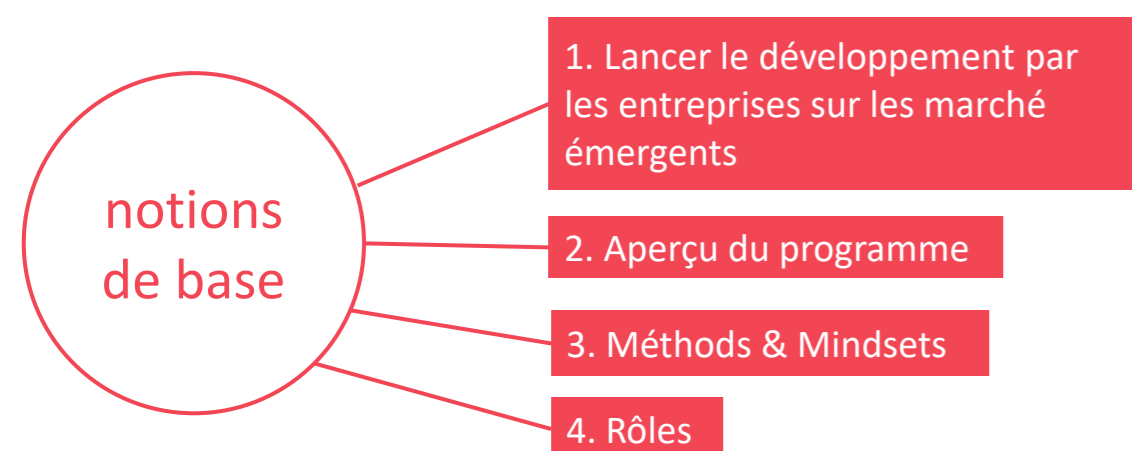 notions
de base
1. Lancer le développement par
les entreprises sur les marché
émergents
2. Aperçu du programme
3. Méthods & Mindsets
4. Rôles